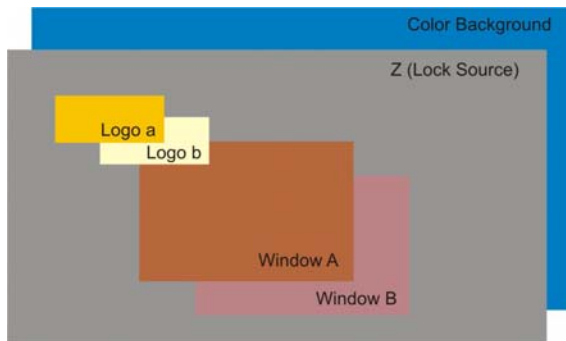 Color Background
Z (Lock Source)
Logo a
Logo b
Window A
Window B